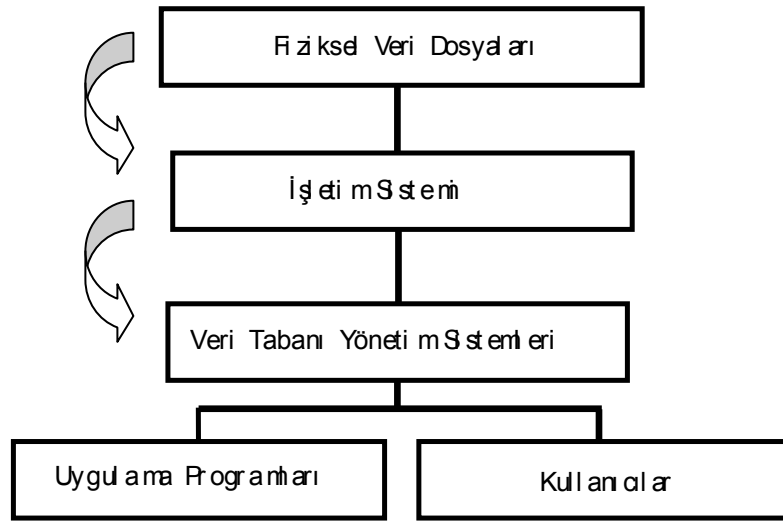 Fiziksel Veri Dosyaları
İşletim Sistemi
Veri Tabanı Yönetim Sistemleri
Uygulama Programları
Kullanıcılar